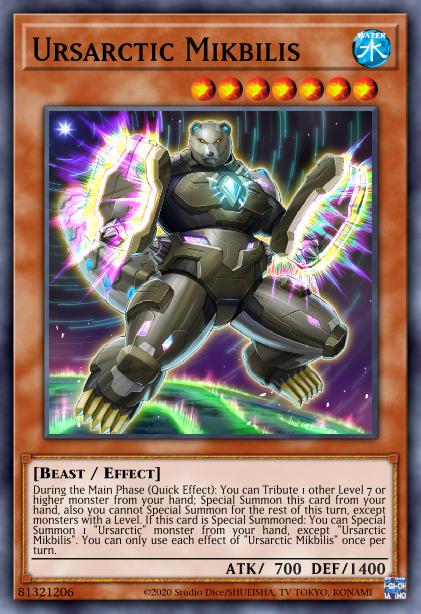 Ursarctic Mikbilis
WATER
水
[Beast / Effect]
During the Main Phase (Quick Effect): You can Tribute 1 other Level 7 or
higher monster from your hand; Special Summon this card from your
hand, also you cannot Special Summon for the rest of this turn, except
monsters with a Level. If this card is Special Summoned: You can Special
Summon 1 "Ursarctic" monster from your hand, except "Ursarctic
Mikbilis". You can only use each effect of "Ursarctic Mikbilis" once per
turn.
ATK/ 700 DEF/1400
81321206
©2020 Studio Dice/SHUEISHA, TV TOKYO, KONAMI